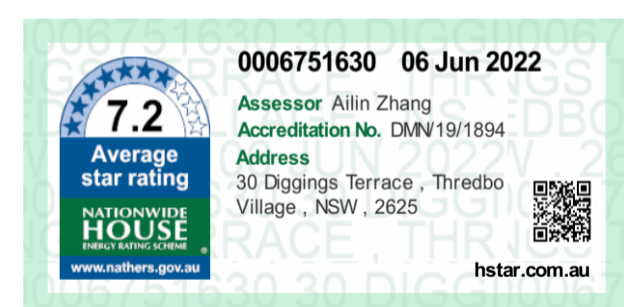 0006751630 06 Jun 2022
7.2
Average
star rating
NATIONWIDE
HOUSE
ENERGY RATING SCHEME
®
www.nathers.gov.au
Assessor Ailin Zhang
Accreditation No. DMN/19/1894
Address
30 Diggings Terrace , Thredbo
Village , NSW , 2625
hstar.com.au